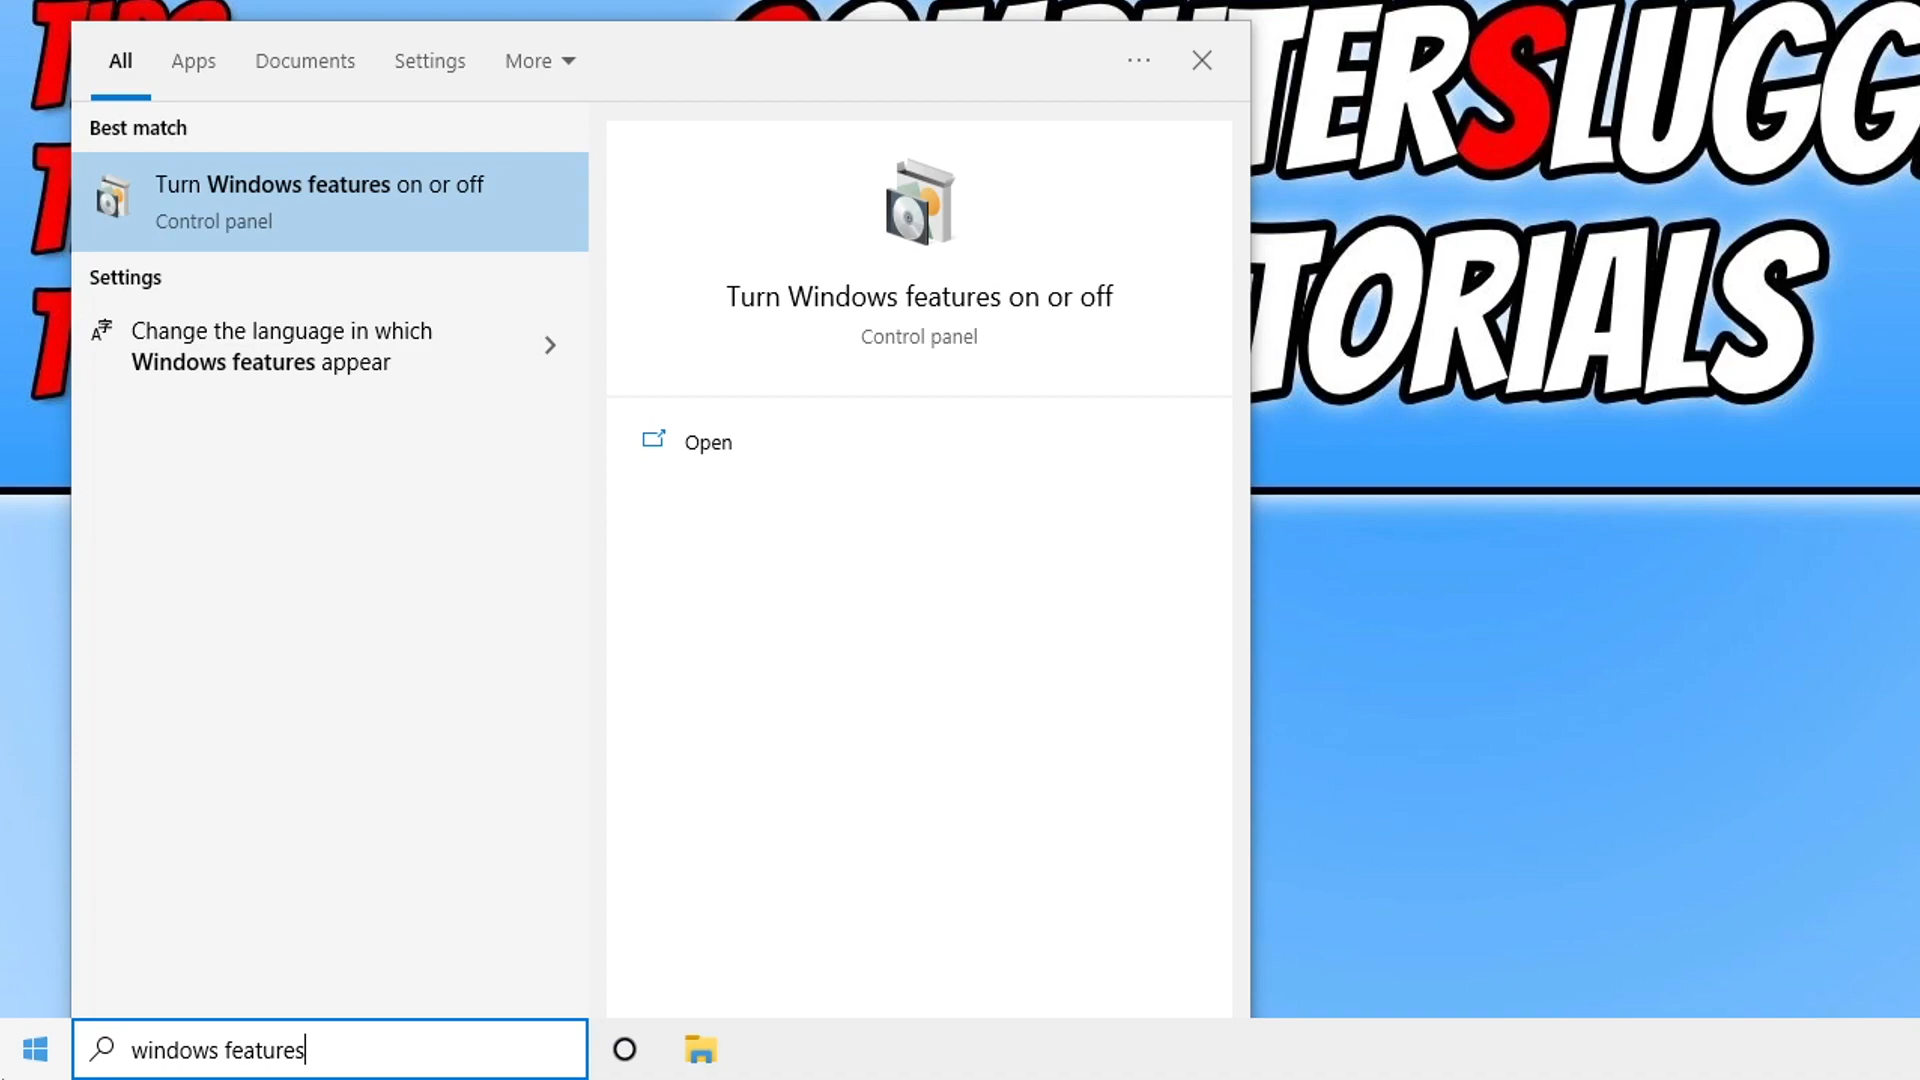 All Apps Documents Settings More
Best match
Turn Windows features on or off
Control panel
Settings
Change the language in which
Windows features appear
Turn Windows features on or off
Control panel
Open
windows features